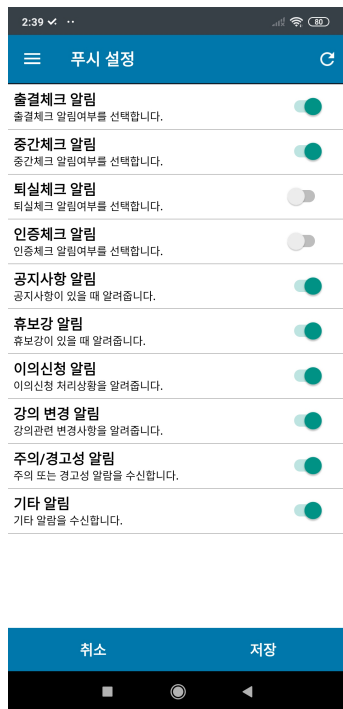 2:39
80
푸시 설정
출결체크 알림
출결체크 알림여부를 선택합니다.
중간체크 알림
중간체크 알림여부를 선택합니다.
퇴실체크 알림
퇴실체크 알림여부를 선택합니다.
인증체크 알림
인증체크 알림여부를 선택합니다.
공지사항 알림
공지사항이 있을 때 알려줍니다.
휴보강 알림
휴보강이 있을 때 알려줍니다.
이의신청 알림
이의신청 처리상황을 알려줍니다.
강의 변경 알림
강의관련 변경사항을 알려줍니다.
주의/경고성 알림
주의 또는 경고성 알람을 수신합니다.
기타 알림
기타 알람을 수신합니다.
취소
저장